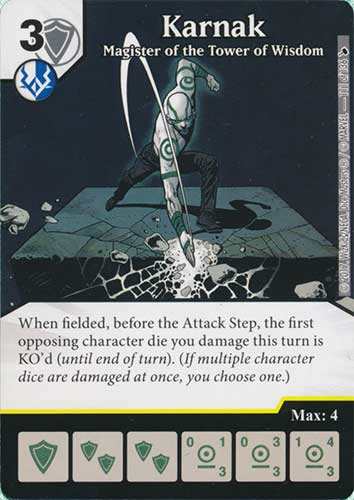 3
Karnak
Magister of the Tower of Wisdom
When fielded, before the Attack Step, the first
opposing character die you damage this turn is
KO'd (until end of turn). (If multiple character
dice are damaged at once, you choose one.)
Max: 4
0 1
3
0 3
3
1 4
3